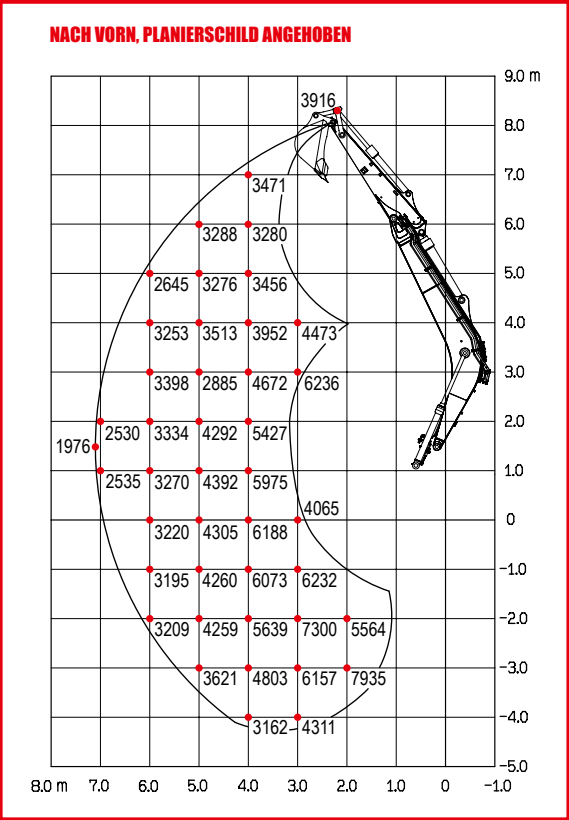 NACH VORN, PLANIERSCHILD ANGEHOBEN
9.0 m
3916
8.0
7.0
3471
6.0
3288 3280
5.0
2645 3276 3456
4.0
3253 3513 3952 4473
3.0
3398 2885 4672 6236
2.0
2530 3334 4292 5427
1976
1.0
2535 3270 4392 5975
4065
0
3220 4305 6188
-1.0
3195 4260 6073 6232
-2.0
3209 4259 5639 7300 5564
-3.0
3621 4803 6157 7935
-4.0
3162 4311
-5.0
8.0 m 7.0 6.0 5.0 4.0 3.0 2.0 1.0 0 -1.0